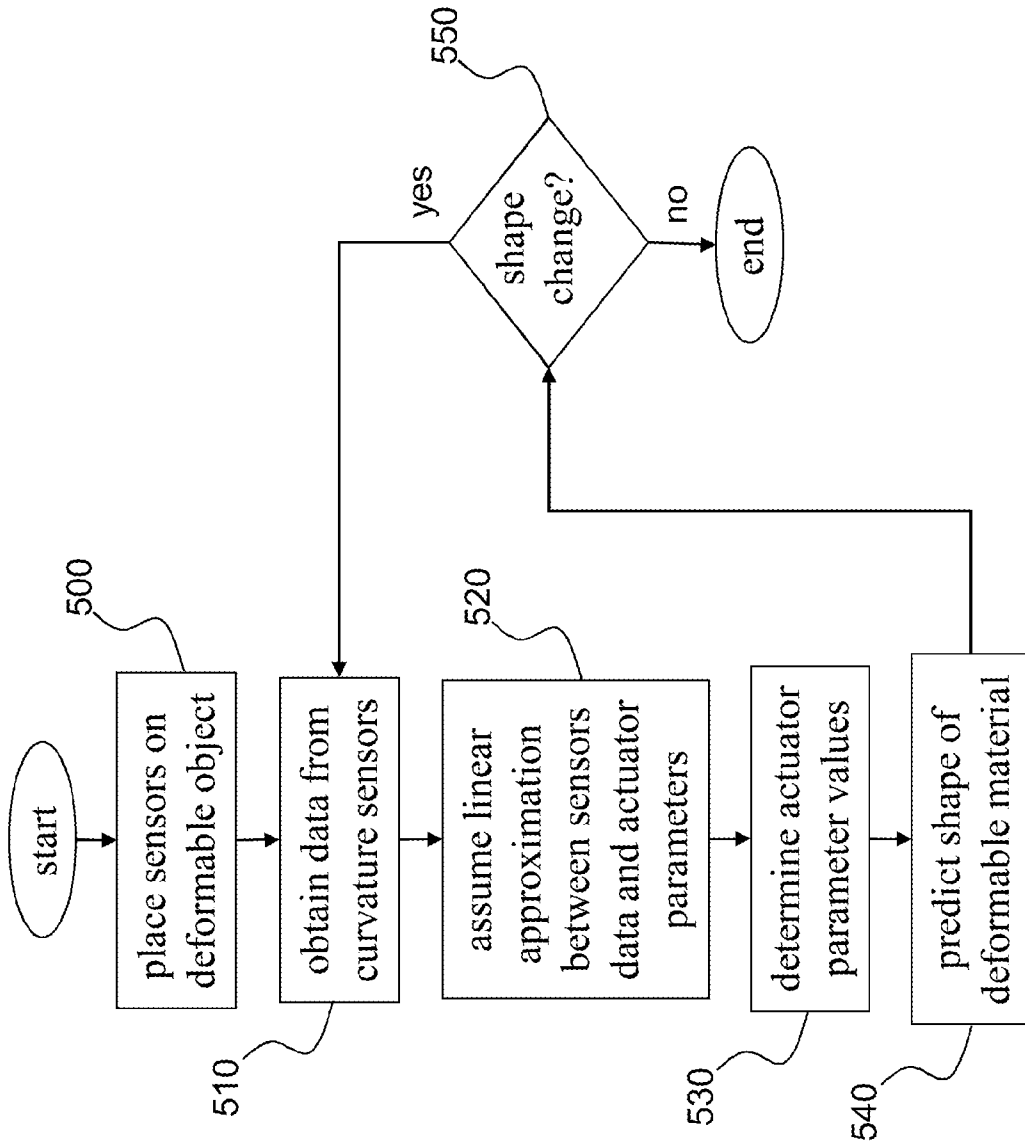 start
place sensors on
deformable object
500
obtain data from
curvature sensors
510
assume linear
approximation
between sensors
data and actuator
parameters
520
determine actuator
parameter values
530
predict shape of
deformable material
540
shape
change?
550
yes
no
end